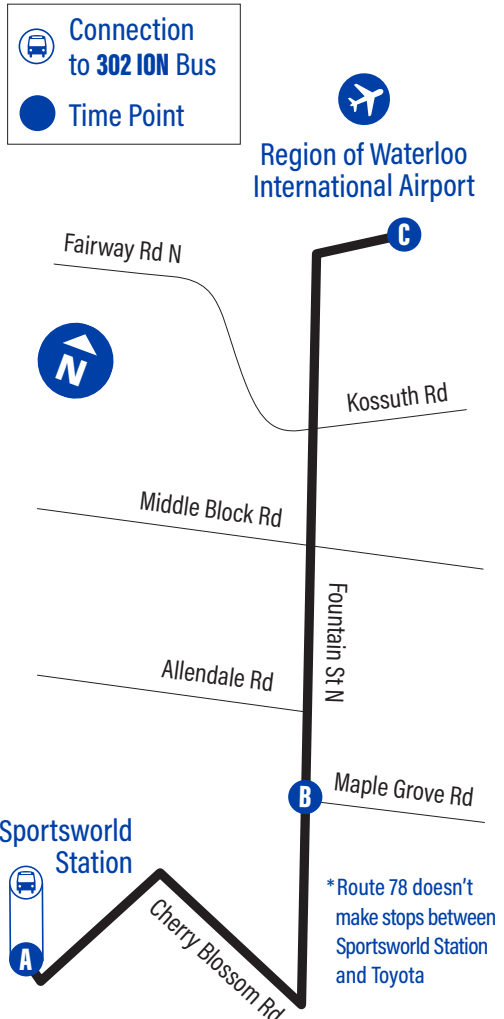 Connection
to 302 ION Bus
Time Point
Region of Waterloo
International Airport
C
Fairway Rd N
N
Kossuth Rd
Middle Block Rd
Fountain St N
Allendale Rd
B
Maple Grove Rd
Sportsworld
Station
A
Cherry Blossom Rd
*Route 78 doesn't
make stops between
Sportsworld Station
and Toyota